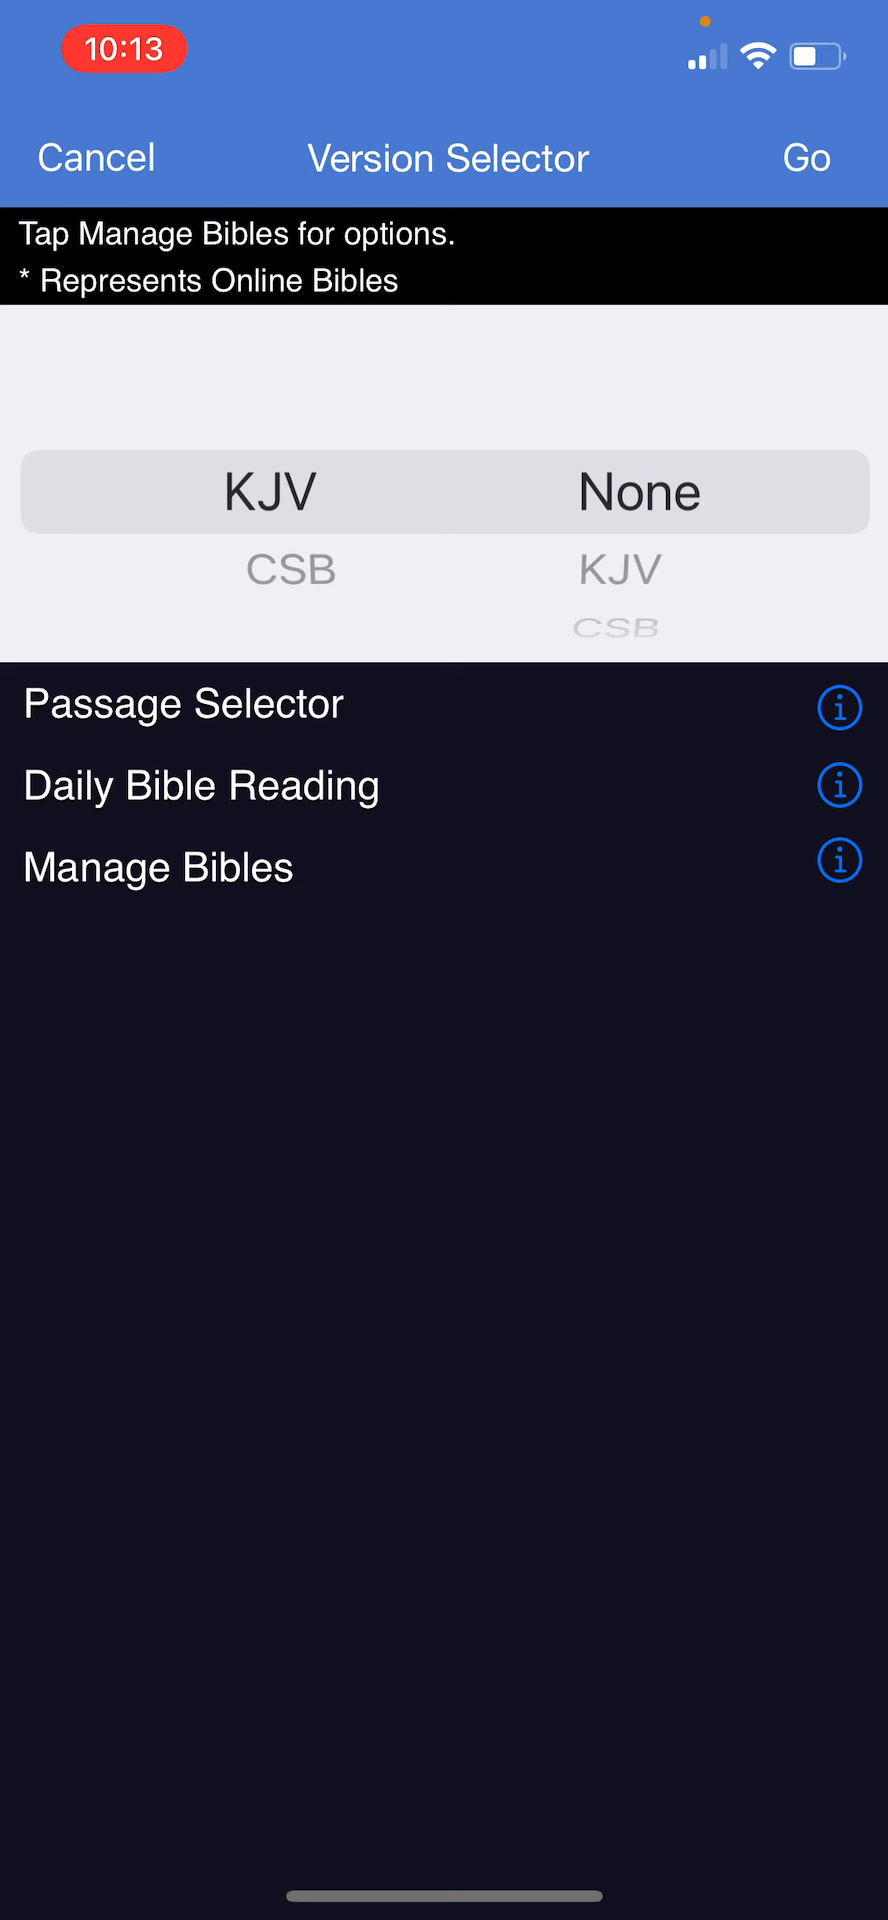 10:13
Cancel Version Selector Go
Tap Manage Bibles for options.
* Represents Online Bibles
KJV None
CSB KJV
CSB
Passage Selector
Daily Bible Reading
Manage Bibles